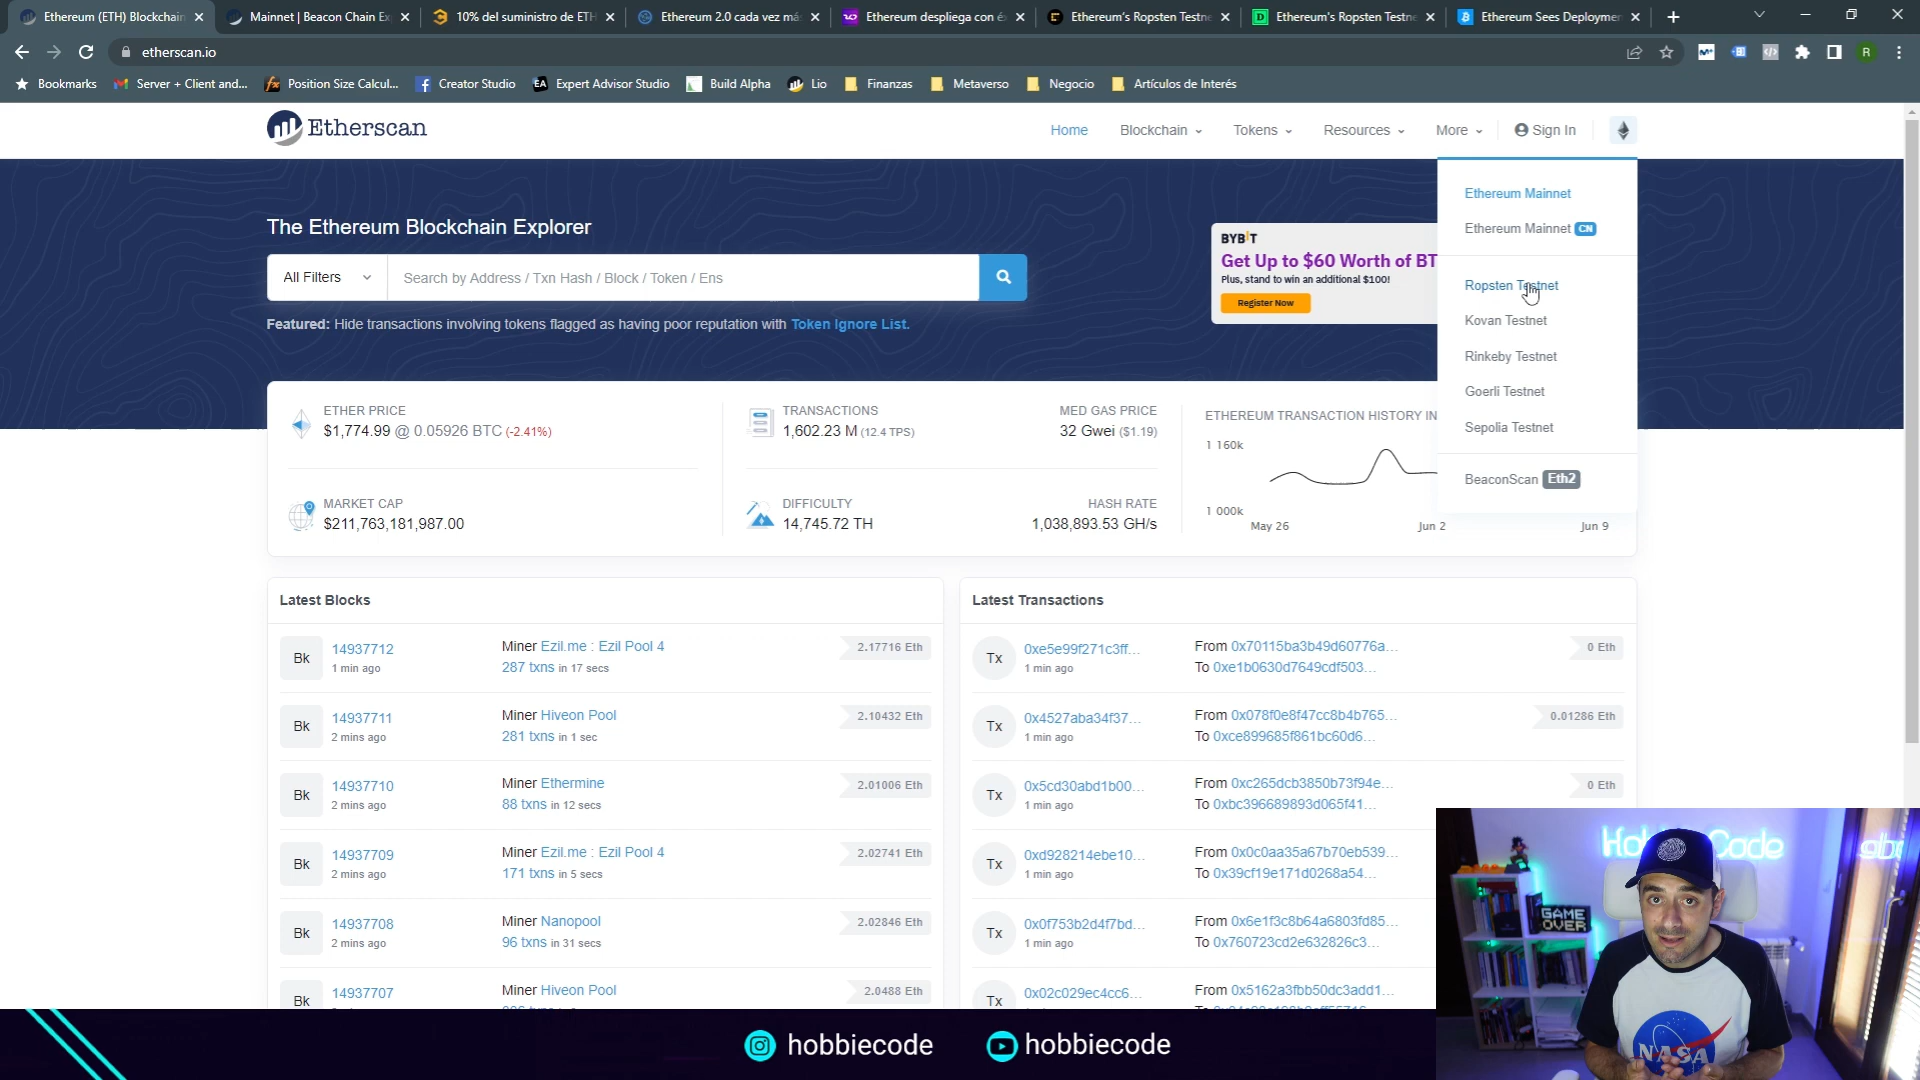 Ethereum (ETH) Blockchain
Mainnet | Beacon Chain Ex
10% del suministro de ETH
Ethereum 2.0 cada vez má
Ethereum despliega con é
Ethereum's Ropsten Testne
Ethereum's Ropsten Testne
Ethereum Sees Deploymen
etherscan.io
R
Bookmarks
Server + Client and...
Position Size Calcul...
Creator Studio
EA Expert Advisor Studio
Build Alpha
Lio
Finanzas
Metaverso
Negocio
Artículos de Interés
Etherscan
Home
Blockchain
Tokens
Resources
More
Sign In
Ethereum Mainnet
Ethereum Mainnet CN
Ropsten Testnet
Kovan Testnet
Rinkeby Testnet
Goerli Testnet
Sepolia Testnet
BeaconScan Eth2
The Ethereum Blockchain Explorer
All Filters
Search by Address / Txn Hash / Block / Token / Ens
Featured: Hide transactions involving tokens flagged as having poor reputation with Token Ignore List.
BYBIT
Get Up to $60 Worth of BT
Plus, stand to win an additional $100!
Register Now
ETHER PRICE
$1,774.99 @ 0.05926 BTC (-2.41%)
MARKET CAP
$211,763,181,987.00
TRANSACTIONS
1,602.23 M (12.4 TPS)
MED GAS PRICE
32 Gwei ($1.19)
DIFFICULTY
14,745.72 TH
HASH RATE
1,038,893.53 GH/s
ETHEREUM TRANSACTION HISTORY IN
1 160k
1 000k
May 26
Jun 2
Jun 9
Latest Blocks
Bk
14937712
1 min ago
Miner Ezil.me : Ezil Pool 4
287 txns in 17 secs
2.17716 Eth
Bk
14937711
2 mins ago
Miner Hiveon Pool
281 txns in 1 sec
2.10432 Eth
Bk
14937710
2 mins ago
Miner Ethermine
88 txns in 12 secs
2.01006 Eth
Bk
14937709
2 mins ago
Miner Ezil.me : Ezil Pool 4
171 txns in 5 secs
2.02741 Eth
Bk
14937708
2 mins ago
Miner Nanopool
96 txns in 31 secs
2.02846 Eth
Bk
14937707
Miner Hiveon Pool
2.0488 Eth
Latest Transactions
Tx
0xe5e99f271c3ff...
1 min ago
From 0x70115ba3b49d60776a...
To 0xe1b0630d7649cdf503...
0 Eth
Tx
0x4527aba34f37...
1 min ago
From 0x078f0e8f47cc8b4b765...
To 0xce899685f861bc60d6...
0.01286 Eth
Tx
0x5cd30abd1b00...
1 min ago
From 0xc265dcb3850b73f94e...
To 0xbc396689893d065f41...
0 Eth
Tx
0xd928214ebe10...
1 min ago
From 0x0c0aa35a67b70eb539...
To 0x39cf19e171d0268a54...
Tx
0x0f753b2d4f7bd...
1 min ago
From 0x6e1f3c8b64a6803fd85...
To 0x760723cd2e632826c3...
Tx
0x02c029ec4cc6...
From 0x5162a3fbb50dc3add1...
GAME
OVER
NASA
hobbiecode
hobbiecode